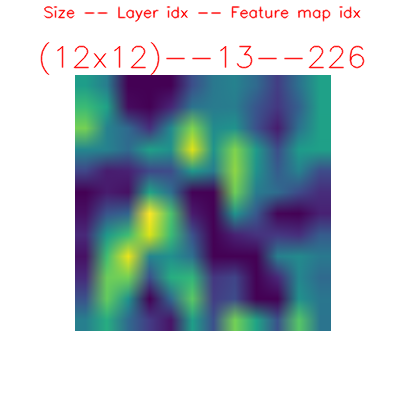 Size -- Layer idx -- Feature map idx
(12x12)--13--226